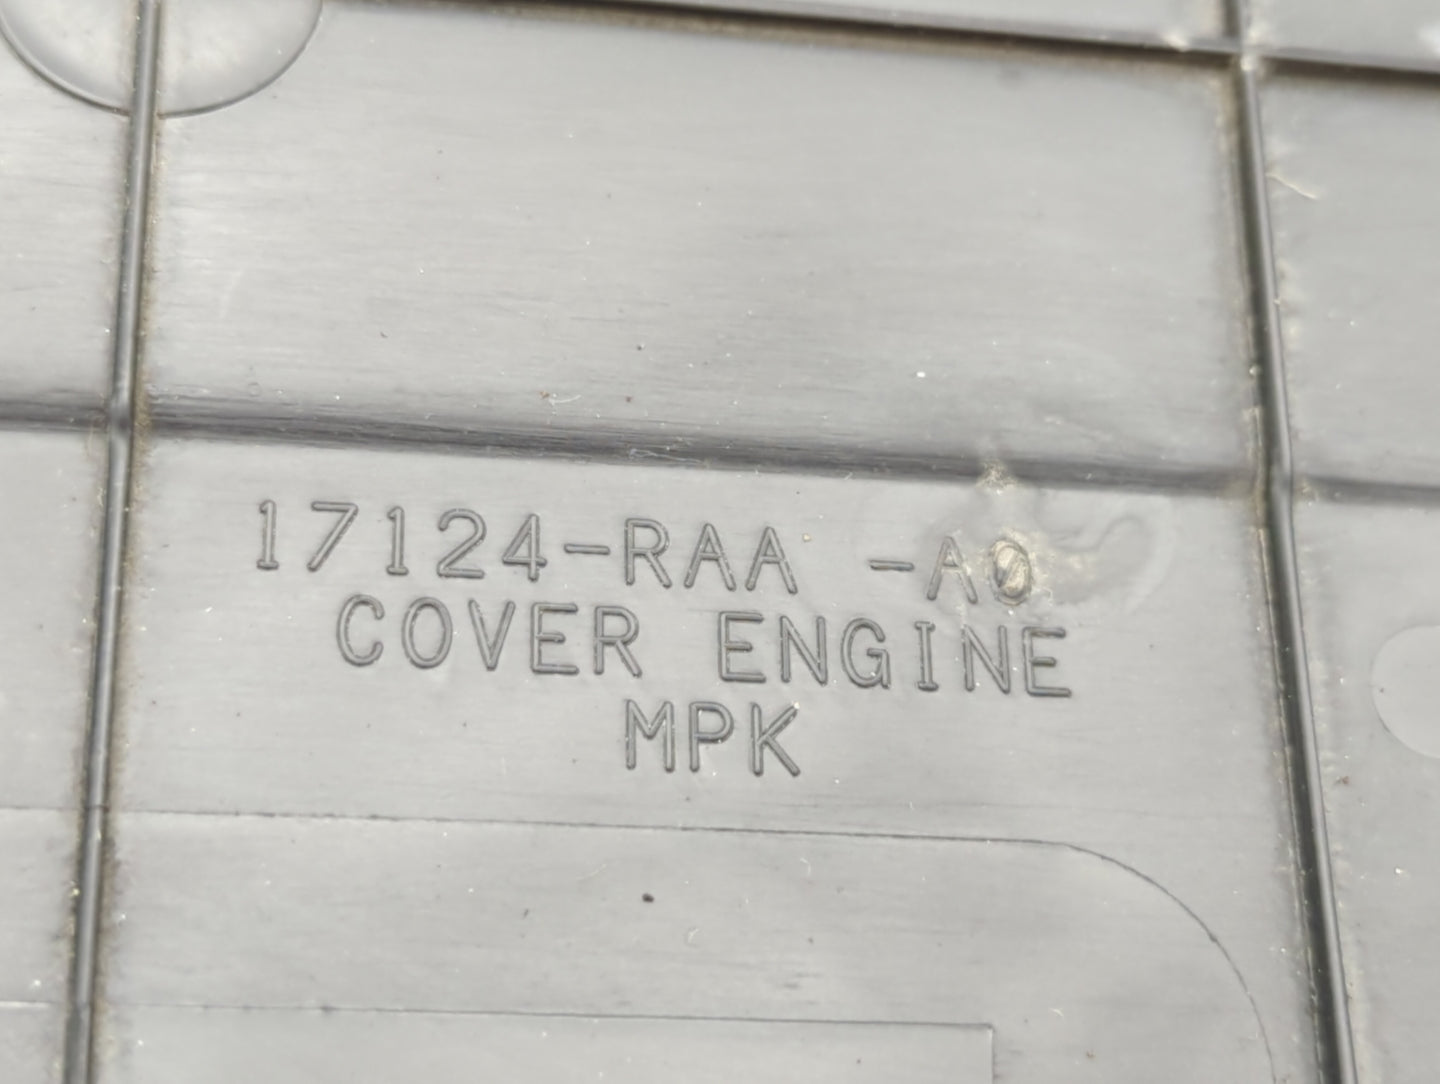 17124-RAA -A0
COVER ENGINE
MPK